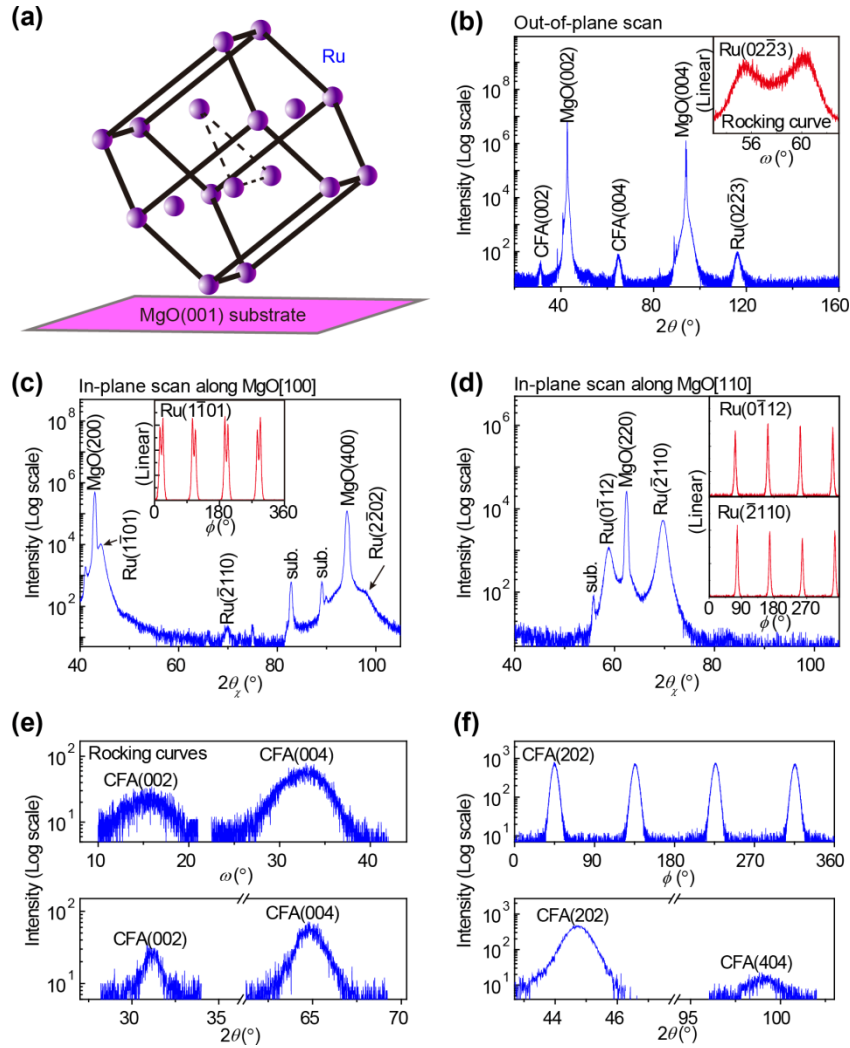 (a)
Ru
MgO(001) substrate
(b)
Out-of-plane scan
Intensity (Log scale)
10⁸
10⁶
10⁴
10²
CFA(002)
MgO(002)
CFA(004)
MgO(004)
Ru(022̄3)
40 80 120 160
2θ (°)
Ru(022̄3)
(Linear)
Rocking curve
56 60
ω (°)
(c)
In-plane scan along MgO[100]
Intensity (Log scale)
10⁸
10⁶
10⁴
10²
MgO(200)
Ru(11̄01)
Ru(2̄110)
sub.
sub.
MgO(400)
Ru(22̄02)
40 60 80 100
2θχ (°)
Ru(11̄01)
(Linear)
0 180 360
ϕ (°)
(d)
In-plane scan along MgO[110]
Intensity (Log scale)
10⁶
10⁴
10²
10⁰
sub.
Ru(01̄12)
MgO(220)
Ru(2̄110)
40 60 80 100
2θχ (°)
Ru(01̄12)
(Linear)
Ru(2̄110)
0 90 180 270
ϕ (°)
(e)
Intensity (Log scale)
Rocking curves
10²
10¹
CFA(002)
CFA(004)
10 20 30 40
ω (°)
10²
10¹
CFA(002)
CFA(004)
30 35 65 70
2θ (°)
(f)
Intensity (Log scale)
10³
10²
10¹
CFA(202)
0 90 180 270 360
ϕ (°)
10³
10²
10¹
CFA(202)
CFA(404)
44 46 95 100
2θ (°)